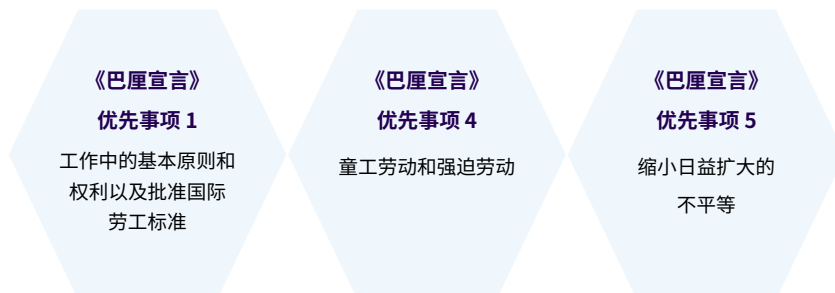 《巴厘宣言》
优先事项 1
工作中的基本原则和
权利以及批准国际
劳工标准
《巴厘宣言》
优先事项 4
童工劳动和强迫劳动
《巴厘宣言》
优先事项 5
缩小日益扩大的
不平等